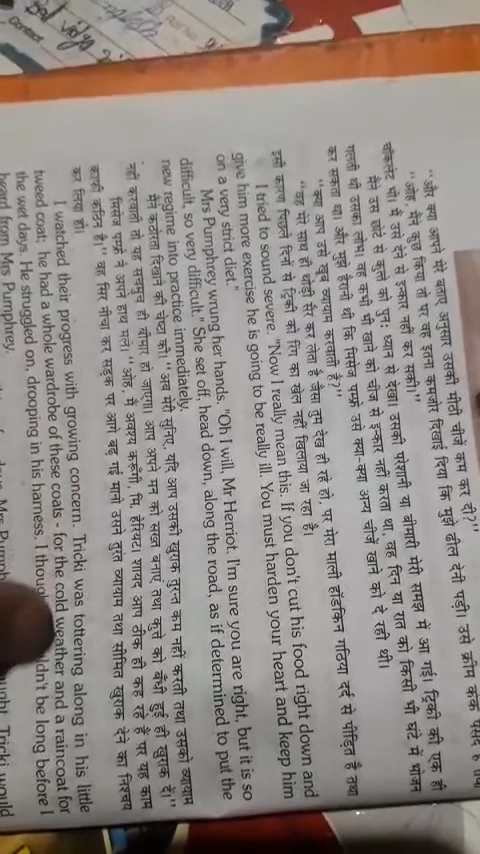 "और क्या आपने मेरे बताए अनुसार उसकी मीठी चीजें कम कर दी?"
"ओह, मैंने कुछ किया तो पर वह इतना कमजोर दिखाई दिया कि मुझे ढील देनी पड़ी। उसे क्रीम केक पसंद है तथा
चॉकलेट भी। मैं उसे देने से इन्कार नहीं कर सकी।"
मैंने उस छोटे से कुत्ते को पुन: ध्यान से देखा। उसकी परेशानी या बीमारी मेरी समझ में आ गई। ट्रिकी की एक ही
गलती थी उसका लोभ। वह कभी भी खाने की चीज से इन्कार नहीं करता था, वह दिन या रात को किसी भी घंटे में भोजन
कर सकता था। और मुझे हैरानी थी कि मिसेज पम्फ्रे उसे क्या-क्या अन्य चीजें खाने को दे रही थी।
"क्या आप उसे खूब व्यायाम करवाती हैं?"
"वह मेरे साथ ही थोड़ी सैर कर लेता है जैसा तुम देख ही रहे हो, पर मेरा माली हॉडकिन गठिया दर्द से पीड़ित है तथा
इसी कारण पिछले दिनों से ट्रिकी को रिंग का खेल नहीं खिलाया जा रहा है।
I tried to sound severe. "Now I really mean this. If you don't cut his food right down and
give him more exercise he is going to be really ill. You must harden your heart and keep him
on a very strict diet."
Mrs Pumphrey wrung her hands. "Oh I will, Mr Herriot. I'm sure you are right, but it is so
difficult, so very difficult." She set off, head down, along the road, as if determined to put the
new regime into practice immediately.
मैंने कठोरता दिखाने की चेष्टा की। "अब मेरी सुनिए, यदि आप उसकी खुराक तुरन्त कम नहीं करती तथा उसको व्यायाम
नहीं करवातीं तो यह सचमुच ही बीमार हो जाएगा। आप अपने मन को सख्त बनाएँ तथा कुत्ते को बँधी हुई ही खुराक दें।"
मिसेज पम्फ्रे ने अपने हाथ मले। "ओह, मैं अवश्य करूँगी, मि. हेरियट। शायद आप ठीक ही कह रहे हैं पर यह काम
काफी कठिन है।" वह सिर नीचा कर सड़क पर आगे बढ़ गई मानो उसने तुरंत व्यायाम तथा सीमित खुराक देने का निश्चय
कर लिया हो।
I watched their progress with growing concern. Tricki was tottering along in his little
tweed coat; he had a whole wardrobe of these coats - for the cold weather and a raincoat for
the wet days. He struggled on, drooping in his harness. I ldn't be long before I
heard from Mrs Pumphrey.
Tricki would
Contact